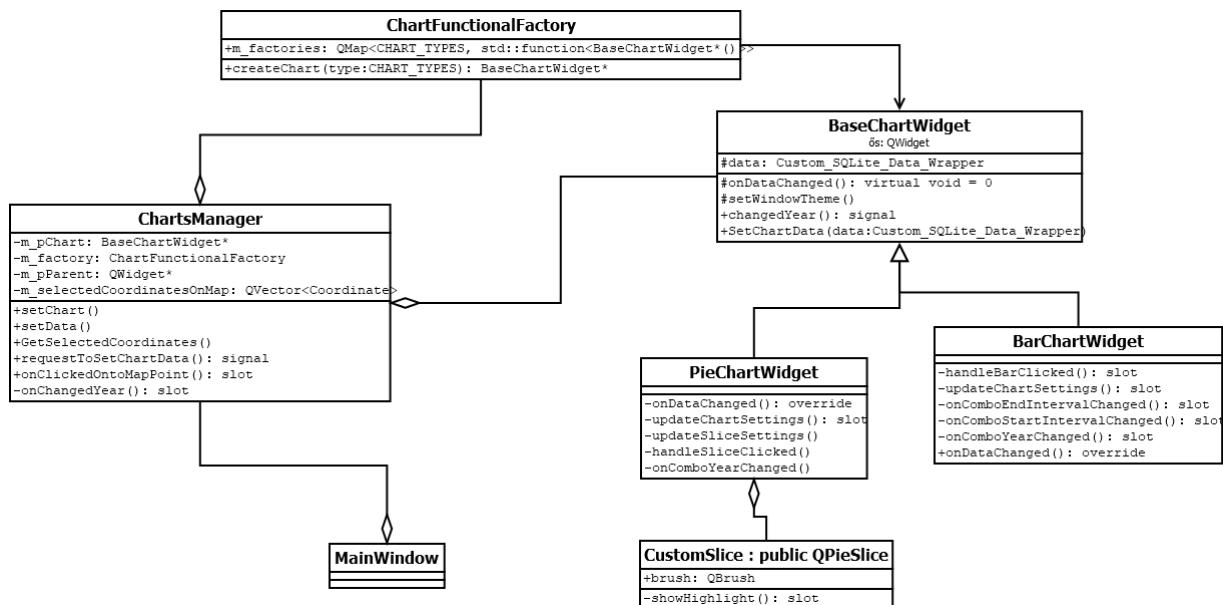 ChartFunctionalFactory
+m_factories: QMap<CHART_TYPES, std::function<BaseChartWidget*()>>
+createChart(type:CHART_TYPES): BaseChartWidget*
BaseChartWidget
ős: QWidget
#data: Custom_SQLite_Data_Wrapper
#onDataChanged(): virtual void = 0
#setWindowTheme()
+changedYear(): signal
+SetChartData(data:Custom_SQLite_Data_Wrapper)
ChartsManager
-m_pChart: BaseChartWidget*
-m_factory: ChartFunctionalFactory
-m_pParent: QWidget*
-m_selectedCoordinatesOnMap: QVector<Coordinate>
+setChart()
+setData()
+GetSelectedCoordinates()
+requestToSetChartData(): signal
+onClickedOntoMapPoint(): slot
-onChangedYear(): slot
PieChartWidget
-onDataChanged(): override
-updateChartSettings(): slot
-updateSliceSettings()
-handleSliceClicked()
-onComboYearChanged()
BarChartWidget
-handleBarClicked(): slot
-updateChartSettings(): slot
-onComboEndIntervalChanged(): slot
-onComboStartIntervalChanged(): slot
-onComboYearChanged(): slot
+onDataChanged(): override
MainWindow
CustomSlice : public QPieSlice
+brush: QBrush
-showHighlight(): slot